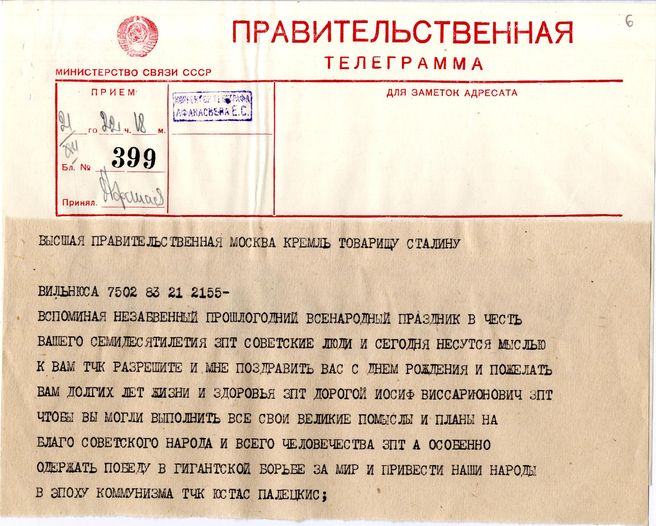 6
ПРАВИТЕЛЬСТВЕННАЯ
ТЕЛЕГРАММА
МИНИСТЕРСТВО СВЯЗИ СССР
ПРИЕМ
21/XII го 22 ч. 18 м.
Бл. № 399
Принял.
ТЕЛЕГРАФА
АФАНАСЬЕВА Е.С.
ДЛЯ ЗАМЕТОК АДРЕСАТА
ВЫСШАЯ ПРАВИТЕЛЬСТВЕННАЯ МОСКВА КРЕМЛЬ ТОВАРИЩУ СТАЛИНУ
ВИЛЬНЮСА 7502 83 21 2155-
ВСПОМИНАЯ НЕЗАБВЕННЫЙ ПРОШЛОГОДНИЙ ВСЕНАРОДНЫЙ ПРАЗДНИК В ЧЕСТЬ
ВАШЕГО СЕМИДЕСЯТИЛЕТИЯ ЗПТ СОВЕТСКИЕ ЛЮДИ И СЕГОДНЯ НЕСУТСЯ МЫСЛЬЮ
К ВАМ ТЧК РАЗРЕШИТЕ И МНЕ ПОЗДРАВИТЬ ВАС С ДНЕМ РОЖДЕНИЯ И ПОЖЕЛАТЬ
ВАМ ДОЛГИХ ЛЕТ ЖИЗНИ И ЗДОРОВЬЯ ЗПТ ДОРОГОЙ ИОСИФ ВИССАРИОНОВИЧ ЗПТ
ЧТОБЫ ВЫ МОГЛИ ВЫПОЛНИТЬ ВСЕ СВОИ ВЕЛИКИЕ ПОМЫСЛЫ И ПЛАНЫ НА
БЛАГО СОВЕТСКОГО НАРОДА И ВСЕГО ЧЕЛОВЕЧЕСТВА ЗПТ А ОСОБЕННО
ОДЕРЖАТЬ ПОБЕДУ В ГИГАНТСКОЙ БОРЬБЕ ЗА МИР И ПРИВЕСТИ НАШИ НАРОДЫ
В ЭПОХУ КОММУНИЗМА ТЧК ЮСТАС ПАЛЕЦКИС;